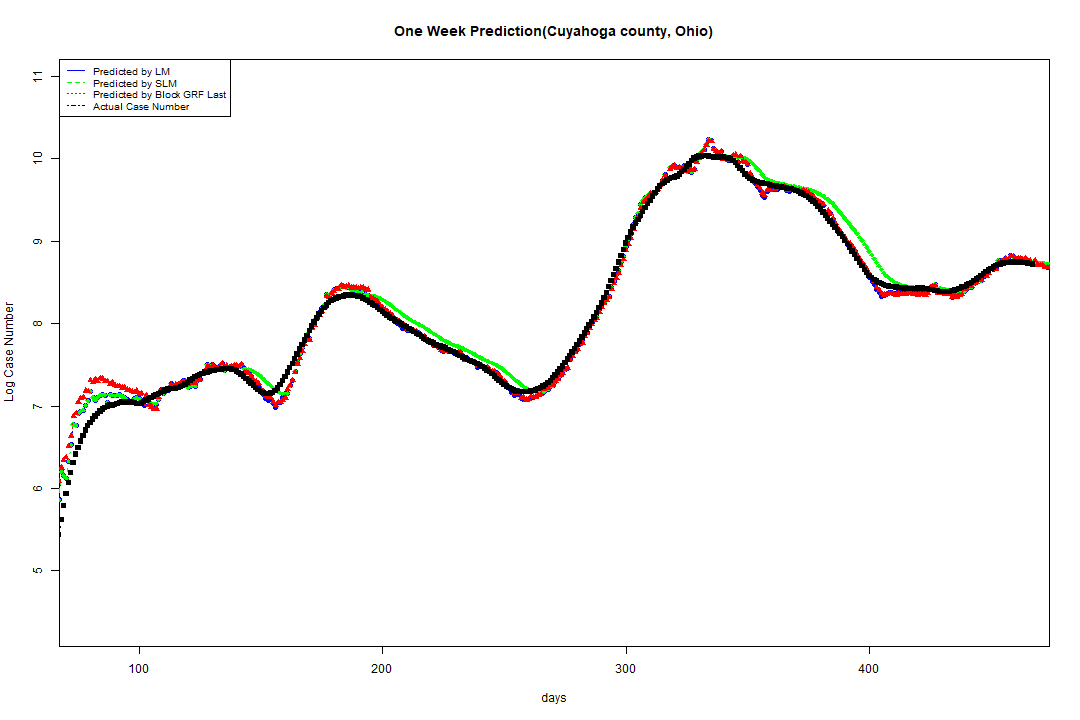 One Week Prediction(Cuyahoga county, Ohio)
Predicted by LM
Predicted by SLM
Predicted by Block GRF Last
Actual Case Number
11
10
9
8
7
6
5
Log Case Number
100 200 300 400
days